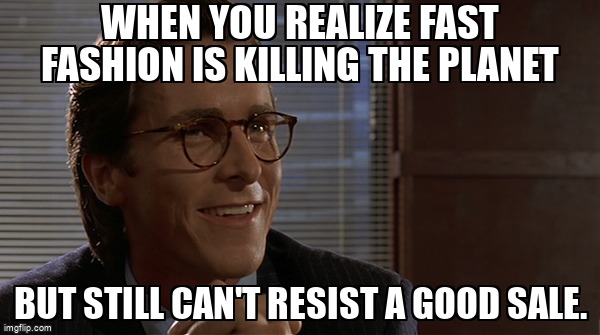 WHEN YOU REALIZE FAST
FASHION IS KILLING THE PLANET
BUT STILL CAN'T RESIST A GOOD SALE.
imgflip.com